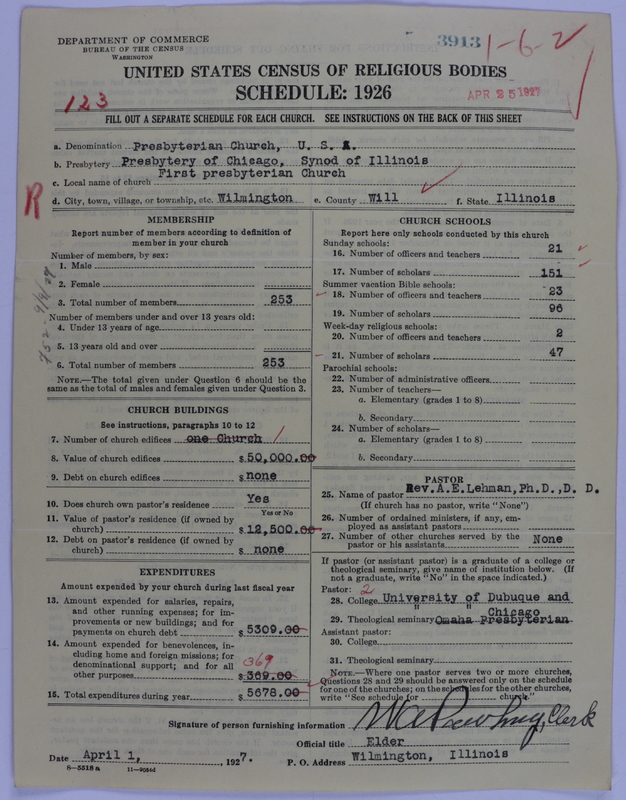 DEPARTMENT OF COMMERCE
BUREAU OF THE CENSUS
WASHINGTON
3913
1-6-2
UNITED STATES CENSUS OF RELIGIOUS BODIES
SCHEDULE: 1926
123
APR 25 1927
FILL OUT A SEPARATE SCHEDULE FOR EACH CHURCH. SEE INSTRUCTIONS ON THE BACK OF THIS SHEET
a. Denomination Presbyterian Church, U. S. A.
b. Presbytery Presbytery of Chicago, Synod of Illinois
c. Local name of church First presbyterian Church
R
d. City, town, village, or township, etc. Wilmington e. County Will f. State Illinois
MEMBERSHIP
Report number of members according to definition of
member in your church
Number of members, by sex:
1. Male
2. Female
3. Total number of members 253
Number of members under and over 13 years old:
4. Under 13 years of age
5. 13 years old and over
6. Total number of members 253
NOTE.—The total given under Question 6 should be the
same as the total of males and females given under Question 3.
CHURCH BUILDINGS
See instructions, paragraphs 10 to 12
7. Number of church edifices one Church 1
8. Value of church edifices $50,000.00
9. Debt on church edifices $none
10. Does church own pastor's residence Yes
Yes or No
11. Value of pastor's residence (if owned by
church) $12,500.00
12. Debt on pastor's residence (if owned by
church) $ none
EXPENDITURES
Amount expended by your church during last fiscal year
13. Amount expended for salaries, repairs,
and other running expenses; for im-
provements or new buildings; and for
payments on church debt $5309.00
14. Amount expended for benevolences, in-
cluding home and foreign missions; for
denominational support; and for all
other purposes $369.00
369
15. Total expenditures during year $5678.00
CHURCH SCHOOLS
Report here only schools conducted by this church
Sunday schools:
16. Number of officers and teachers 21
17. Number of scholars 151
Summer vacation Bible schools:
18. Number of officers and teachers 23
19. Number of scholars 96
Week-day religious schools:
20. Number of officers and teachers 2
21. Number of scholars 47
Parochial schools:
22. Number of administrative officers
23. Number of teachers—
a. Elementary (grades 1 to 8)
b. Secondary
24. Number of scholars—
a. Elementary (grades 1 to 8)
b. Secondary
PASTOR
25. Name of pastor Rev.A.E.Lehman,Ph.D.,D. D.
(If church has no pastor, write "None")
26. Number of ordained ministers, if any, em-
ployed as assistant pastors
27. Number of other churches served by the
pastor or his assistants None
If pastor (or assistant pastor) is a graduate of a college or
theological seminary, give name of institution below. (If
not a graduate, write "No" in the space indicated.)
Pastor: 2
28. College University of Dubuque and
" " Chicago
29. Theological seminary Omaha Presbyterian
Assistant pastor:
30. College
31. Theological seminary
NOTE.—Where one pastor serves two or more churches,
Questions 28 and 29 should be answered only on the schedule
for one of the churches; on the schedules for the other churches,
write "See schedule for church."
Signature of person furnishing information Clerk
Official title Elder
Date April 1, 1927. P. O. Address Wilmington, Illinois
8—5518a 11—9084d